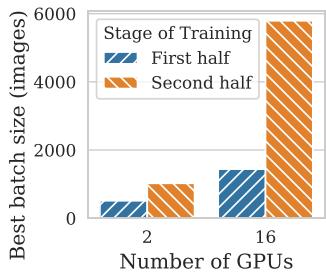 Best batch size (images)
6000
4000
2000
0
Stage of Training
First half
Second half
2
16
Number of GPUs